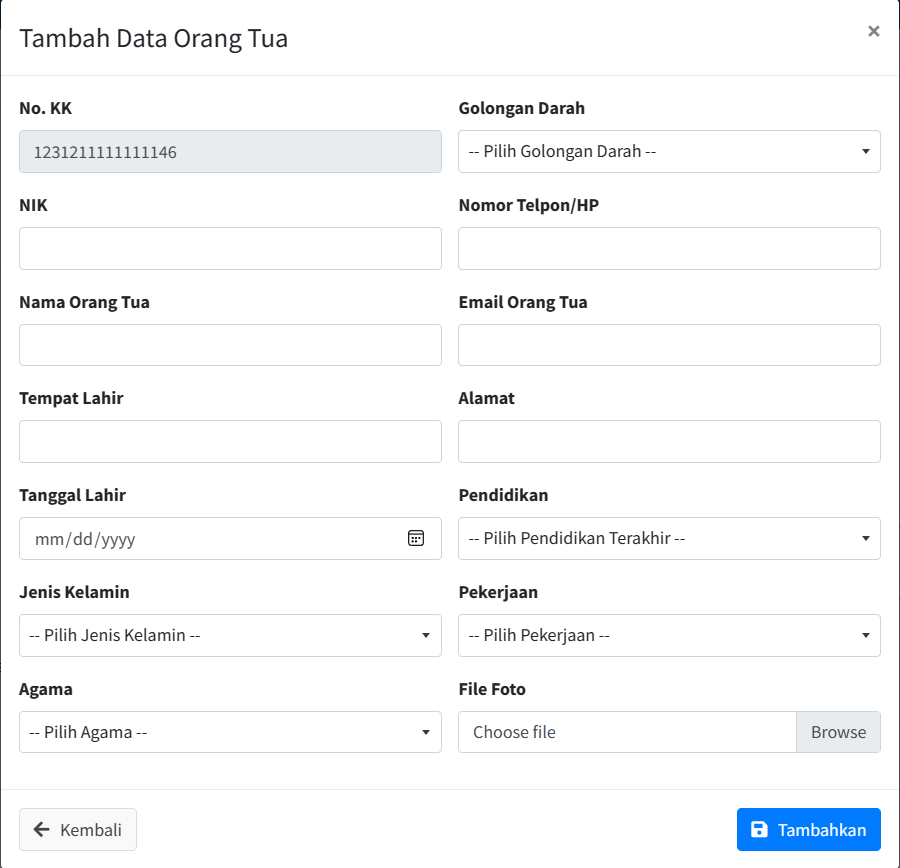 Tambah Data Orang Tua
×
No. KK
1231211111111146
NIK
Nama Orang Tua
Tempat Lahir
Tanggal Lahir
mm/dd/yyyy
Jenis Kelamin
-- Pilih Jenis Kelamin --
Agama
-- Pilih Agama --
Golongan Darah
-- Pilih Golongan Darah --
Nomor Telpon/HP
Email Orang Tua
Alamat
Pendidikan
-- Pilih Pendidikan Terakhir --
Pekerjaan
-- Pilih Pekerjaan --
File Foto
Choose file
Browse
Kembali
Tambahkan